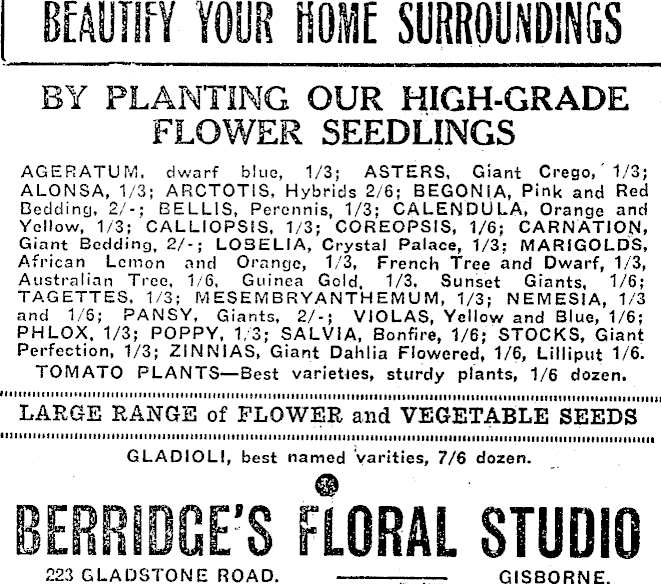 BEAUTIFY YOUR HOME SURROUNDINGS
BY PLANTING OUR HIGH-GRADE
FLOWER SEEDLINGS
AGERATUM, dwarf blue, 1/3; ASTERS, Giant Crego, 1/3;
ALONSA, 1/3; ARCTOTIS, Hybrids 2/6; BEGONIA, Pink and Red
Bedding, 2/-; BELLIS, Perennis, 1/3; CALENDULA, Orange and
Yellow, 1/3; CALLIOPSIS, 1/3; COREOPSIS, 1/6; CARNATION,
Giant Bedding, 2/-; LOBELIA, Crystal Palace, 1/3; MARIGOLDS,
African Lemon and Orange, 1/3, French Tree and Dwarf, 1/3,
Australian Tree, 1/6, Guinea Gold, 1/3, Sunset Giants, 1/6;
TAGETTES, 1/3; MESEMBRYANTHEMUM, 1/3; NEMESIA, 1/3
and 1/6; PANSY, Giants, 2/-; VIOLAS, Yellow and Blue, 1/6;
PHLOX, 1/3; POPPY, 1/3; SALVIA, Bonfire, 1/6; STOCKS, Giant
Perfection, 1/3; ZINNIAS, Giant Dahlia Flowered, 1/6, Lilliput 1/6.
TOMATO PLANTS—Best varieties, sturdy plants, 1/6 dozen.
LARGE RANGE of FLOWER and VEGETABLE SEEDS
GLADIOLI, best named varities, 7/6 dozen.
BERRIDGE'S FLORAL STUDIO
223 GLADSTONE ROAD. GISBORNE.